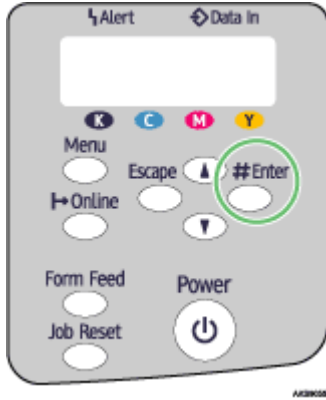 Alert Data In
K C M Y
Menu
Escape #Enter
Online
Form Feed Power
Job Reset